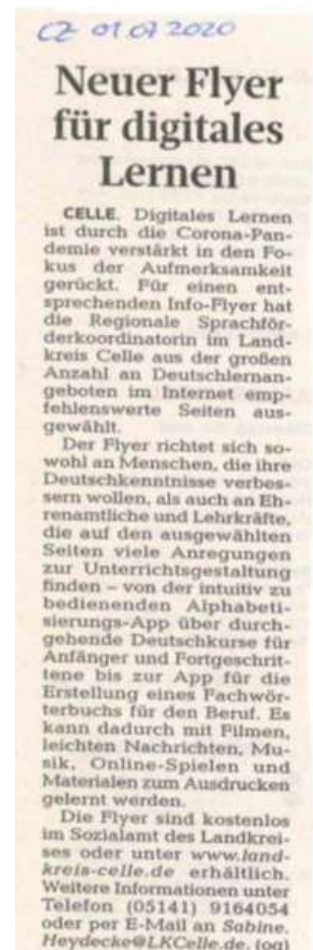 CZ 01.07.2020
Neuer Flyer
für digitales
Lernen
CELLE. Digitales Lernen
ist durch die Corona-Pan-
demie verstärkt in den Fo-
kus der Aufmerksamkeit
gerückt. Für einen ent-
sprechenden Info-Flyer hat
die Regionale Sprachför-
derkoordinatorin im Land-
kreis Celle aus der großen
Anzahl an Deutschlernan-
geboten im Internet emp-
fehlenswerte Seiten aus-
gewählt.
Der Flyer richtet sich so-
wohl an Menschen, die ihre
Deutschkenntnisse verbes-
sern wollen, als auch an Eh-
renamtliche und Lehrkräfte,
die auf den ausgewählten
Seiten viele Anregungen
zur Unterrichtsgestaltung
finden – von der intuitiv zu
bedienenden Alphabeti-
sierungs-App über durch-
gehende Deutschkurse für
Anfänger und Fortgeschrit-
tene bis zur App für die
Erstellung eines Fachwör-
terbuchs für den Beruf. Es
kann dadurch mit Filmen,
leichten Nachrichten, Mu-
sik, Online-Spielen und
Materialen zum Ausdrucken
gelernt werden.
Die Flyer sind kostenlos
im Sozialamt des Landkrei-
ses oder unter www.land-
kreis-celle.de erhältlich.
Weitere Informationen unter
Telefon (05141) 9164054
oder per E-Mail an Sabine.
Heydecke@LKCelle.de. (og)